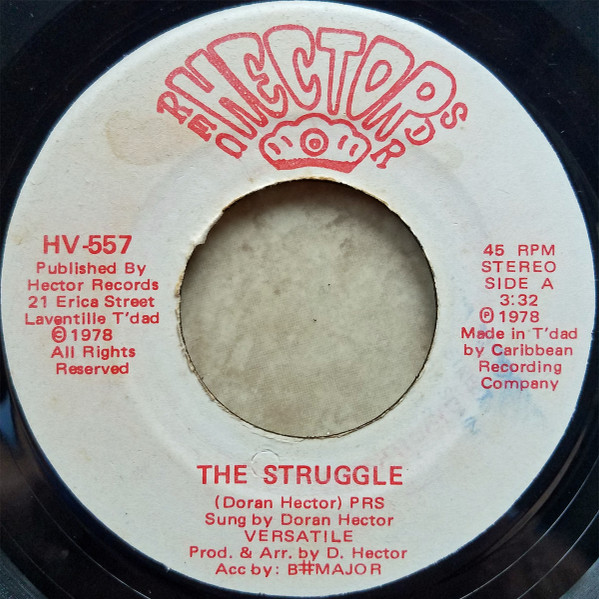 HECTOR
RECORDS
HV-557
Published By
Hector Records
21 Erica Street
Laventille T'dad
© 1978
All Rights
Reserved
45 RPM
STEREO
SIDE A
3:32
℗ 1978
Made in T'dad
by Caribbean
Recording
Company
THE STRUGGLE
(Doran Hector) PRS
Sung by Doran Hector
VERSATILE
Prod. & Arr. by D. Hector
Acc by: B#MAJOR